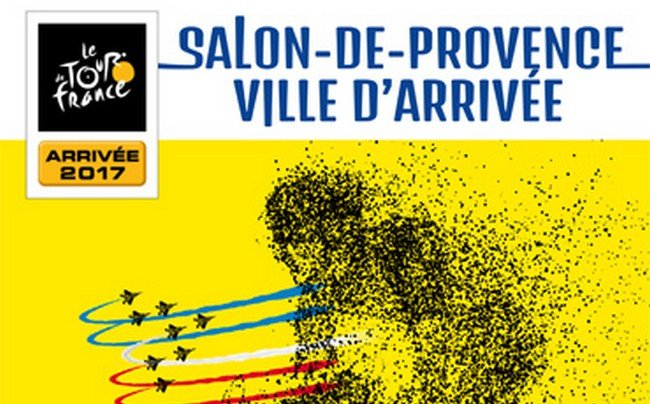 le
de TOUR
france
ARRIVÉE
2017
SALON-DE-PROVENCE
VILLE D'ARRIVÉE